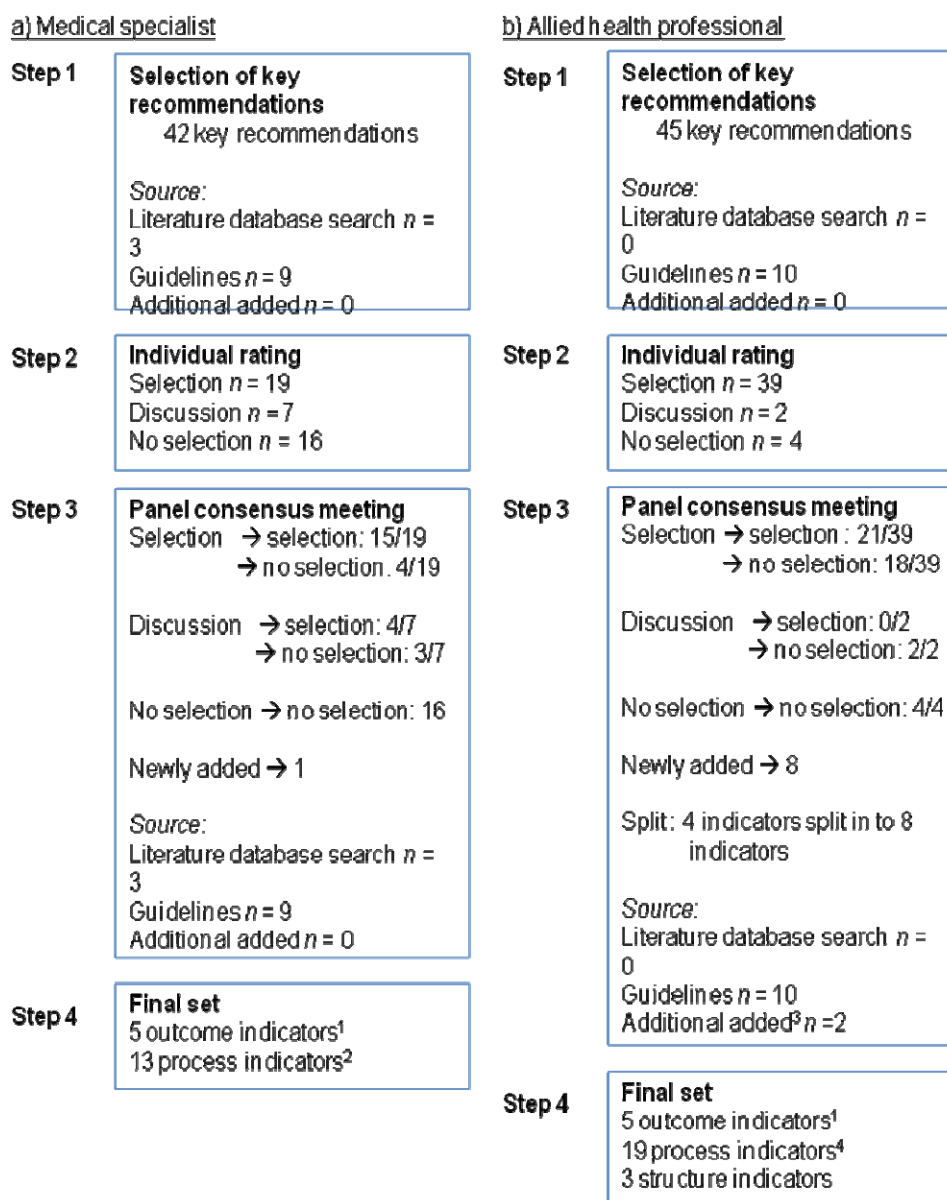 a) Medical specialist
Step 1
Selection of key
recommendations
42 key recommendations
Source:
Literature database search n =
3
Guidelines n = 9
Additional added n = 0
Step 2
Individual rating
Selection n = 19
Discussion n = 7
No selection n = 16
Step 3
Panel consensus meeting
Selection → selection: 15/19
→ no selection. 4/19
Discussion → selection: 4/7
→ no selection: 3/7
No selection → no selection: 16
Newly added → 1
Source:
Literature database search n =
3
Guidelines n = 9
Additional added n = 0
Step 4
Final set
5 outcome indicators¹
13 process indicators²
b) Allied health professional
Step 1
Selection of key
recommendations
45 key recommendations
Source:
Literature database search n =
0
Guidelines n = 10
Additional added n = 0
Step 2
Individual rating
Selection n = 39
Discussion n = 2
No selection n = 4
Step 3
Panel consensus meeting
Selection → selection : 21/39
→ no selection: 18/39
Discussion → selection: 0/2
→ no selection: 2/2
No selection → no selection: 4/4
Newly added → 8
Split: 4 indicators split in to 8
indicators
Source:
Literature database search n =
0
Guidelines n = 10
Additional added³ n =2
Step 4
Final set
5 outcome indicators¹
19 process indicators⁴
3 structure indicators